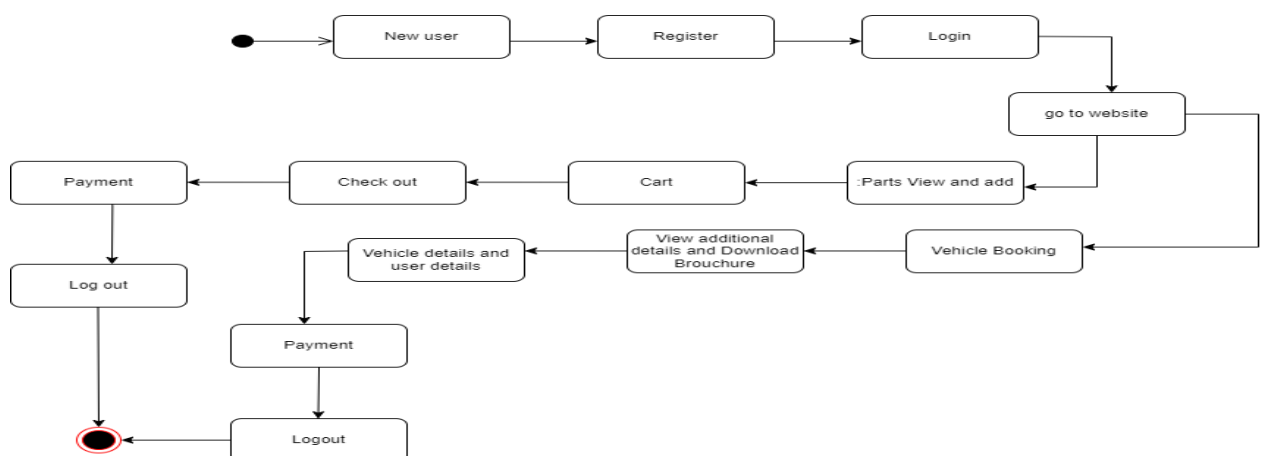 New user
Register
Login
go to website
Payment
Check out
Cart
:Parts View and add
Vehicle details and
user details
View additional
details and Download
Brouchure
Vehicle Booking
Log out
Payment
Logout